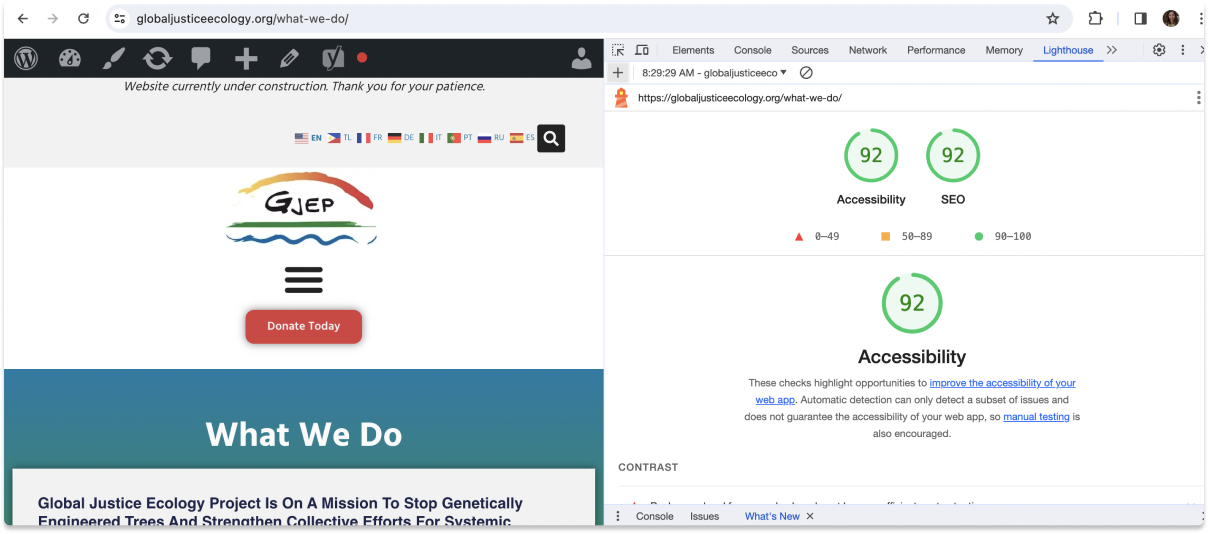 globaljusticeecology.org/what-we-do/
Website currently under construction. Thank you for your patience.
EN TL FR DE IT PT RU ES
GJEP
Donate Today
What We Do
Global Justice Ecology Project Is On A Mission To Stop Genetically
Engineered Trees And Strengthen Collective Efforts For Systemic
Elements Console Sources Network Performance Memory Lighthouse
8:29:29 AM - globaljusticeeco
https://globaljusticeecology.org/what-we-do/
92 92
Accessibility SEO
0–49 50–89 90–100
92
Accessibility
These checks highlight opportunities to improve the accessibility of your
web app. Automatic detection can only detect a subset of issues and
does not guarantee the accessibility of your web app, so manual testing is
also encouraged.
CONTRAST
Console Issues What's New